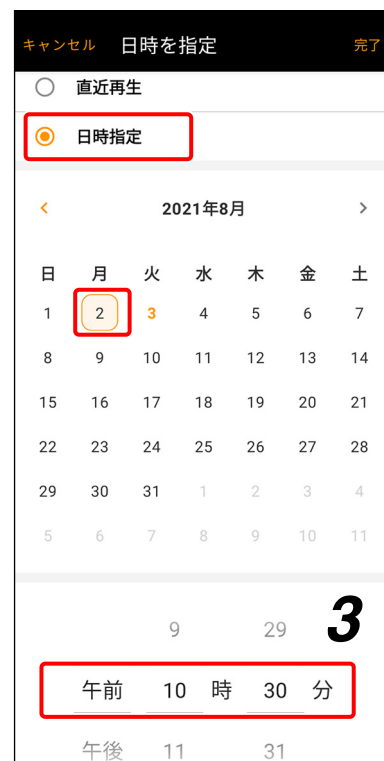 キャンセル 日時を指定 完了
直近再生
日時指定
< 2021年8月 >
日 月 火 水 木 金 土
1 2 3 4 5 6 7
8 9 10 11 12 13 14
15 16 17 18 19 20 21
22 23 24 25 26 27 28
29 30 31 1 2 3 4
5 6 7 8 9 10 11
9 29 3
午前 10 時 30 分
午後 11 31